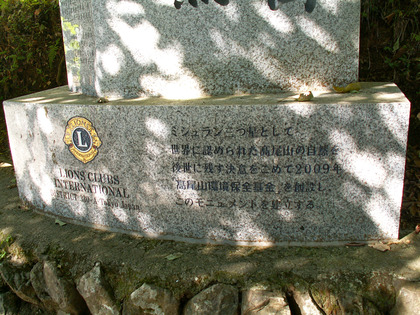 LIONS CLUBS
INTERNATIONAL
ミシュラン三つ星として
世界に認められた高尾山の自然を
後世に残す決意をこめて2009年
「高尾山環境保全基金」を創設し
このモニュメントを建立する